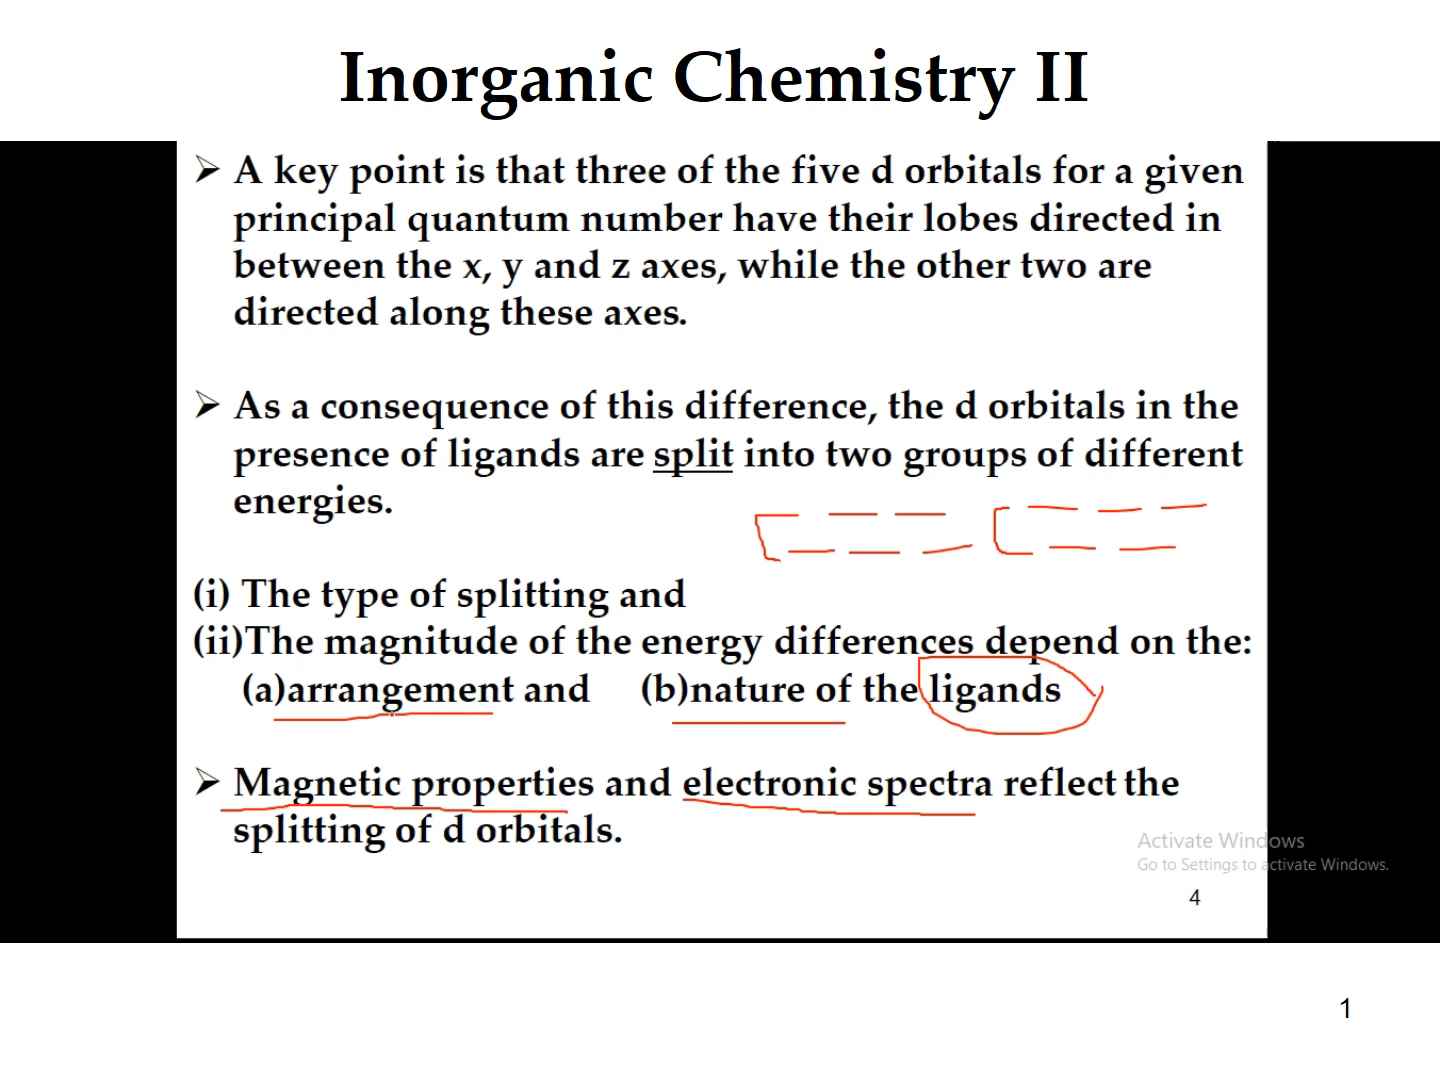 Inorganic Chemistry II
➢ A key point is that three of the five d orbitals for a given
principal quantum number have their lobes directed in
between the x, y and z axes, while the other two are
directed along these axes.
➢ As a consequence of this difference, the d orbitals in the
presence of ligands are split into two groups of different
energies.
(i) The type of splitting and
(ii)The magnitude of the energy differences depend on the:
(a)arrangement and (b)nature of the ligands
➢ Magnetic properties and electronic spectra reflect the
splitting of d orbitals.
Activate Windows
Go to Settings to activate Windows.
4
1